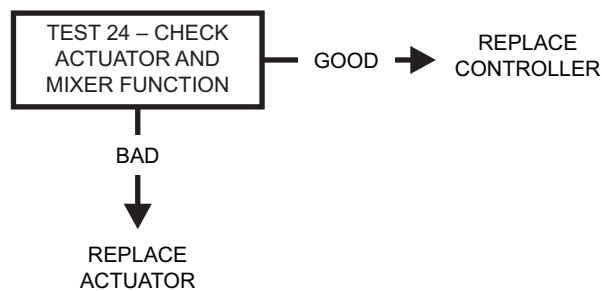 TEST 24 – CHECK
ACTUATOR AND
MIXER FUNCTION
GOOD
REPLACE
CONTROLLER
BAD
REPLACE
ACTUATOR